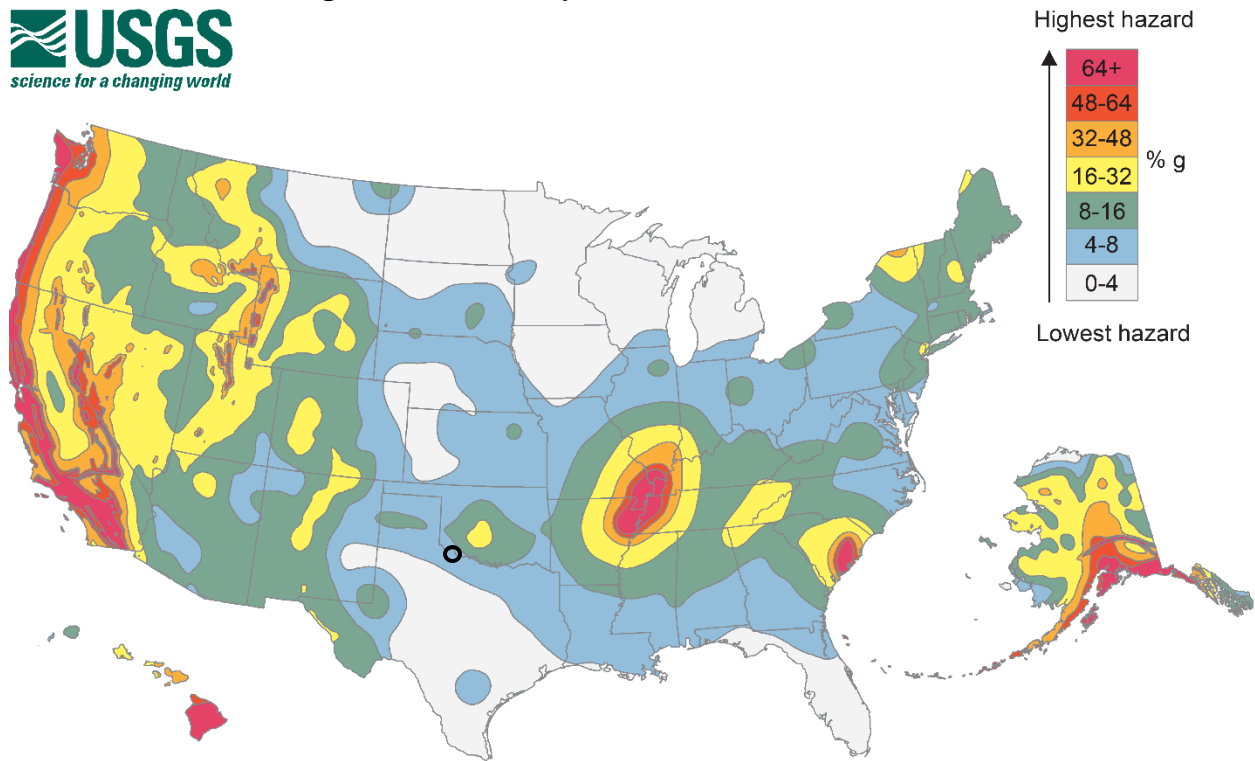 USGS
science for a changing world
Highest hazard
64+
48-64
32-48
16-32
8-16
4-8
0-4
% g
Lowest hazard